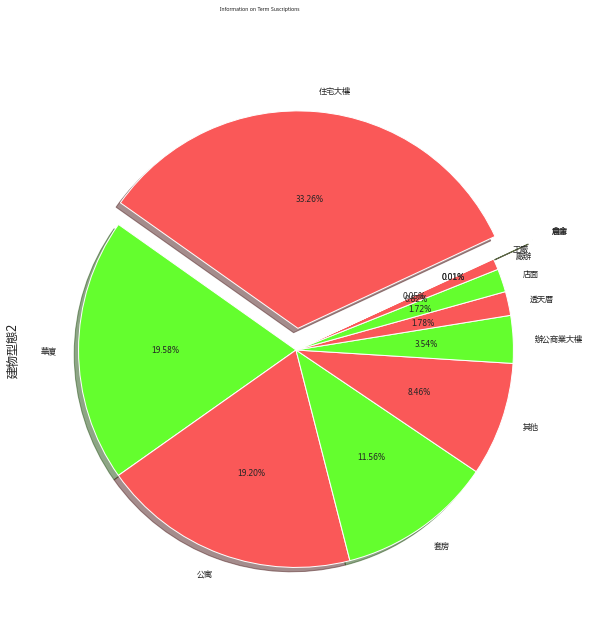 Information on Term Suscriptions
住宅大樓
33.26%
工廠
廠辦
0.01%
店面
0.05%
0.82%
1.72%
透天厝
1.78%
辦公商業大樓
3.54%
華廈
19.58%
8.46%
其他
11.56%
19.20%
套房
公寓
建物型態2